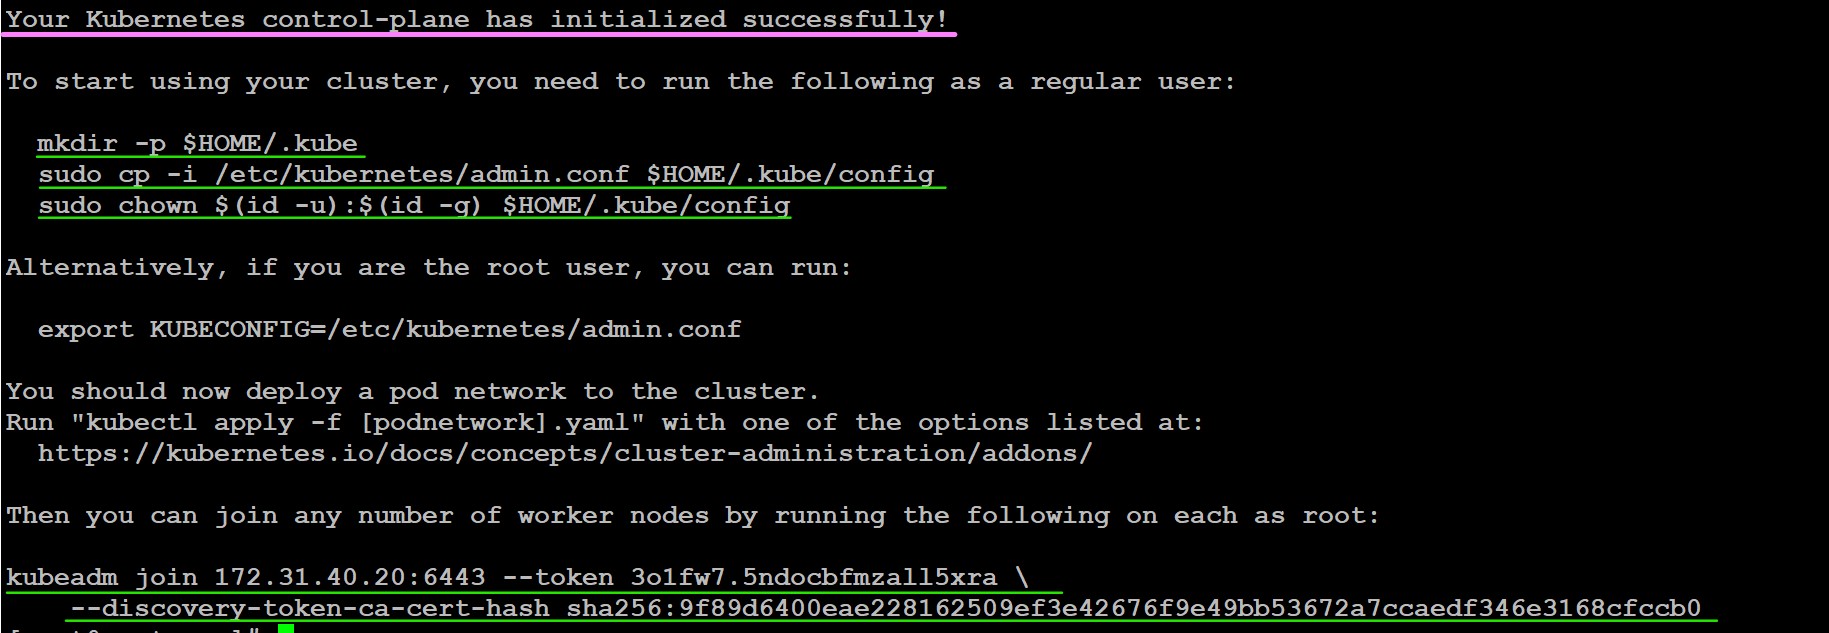 Your Kubernetes control-plane has initialized successfully!
To start using your cluster, you need to run the following as a regular user:
mkdir -p $HOME/.kube
sudo cp -i /etc/kubernetes/admin.conf $HOME/.kube/config
sudo chown $(id -u):$(id -g) $HOME/.kube/config
Alternatively, if you are the root user, you can run:
export KUBECONFIG=/etc/kubernetes/admin.conf
You should now deploy a pod network to the cluster.
Run "kubectl apply -f [podnetwork].yaml" with one of the options listed at:
https://kubernetes.io/docs/concepts/cluster-administration/addons/
Then you can join any number of worker nodes by running the following on each as root:
kubeadm join 172.31.40.20:6443 --token 3o1fw7.5ndocbfmzall5xra \
--discovery-token-ca-cert-hash sha256:9f89d6400eae228162509ef3e42676f9e49bb53672a7ccaedf346e3168cfccb0